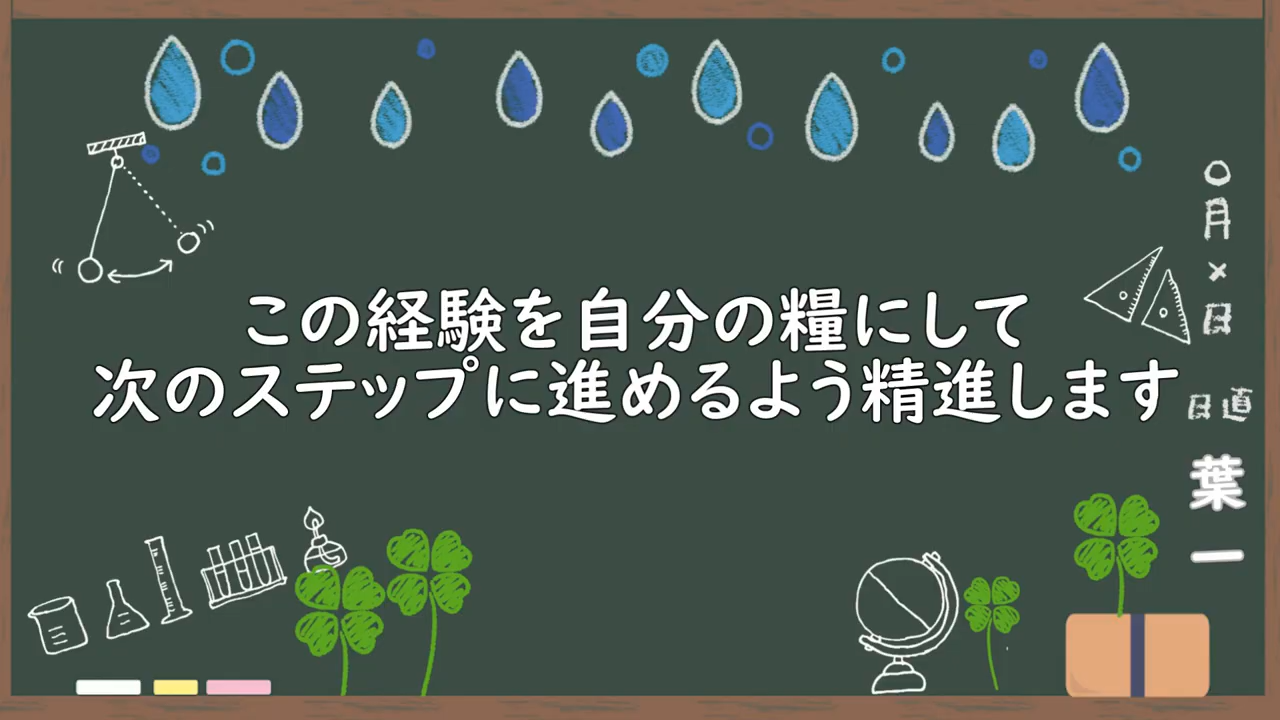 この経験を自分の糧にして
次のステップに進めるよう精進します
○月×日
日直
葉一